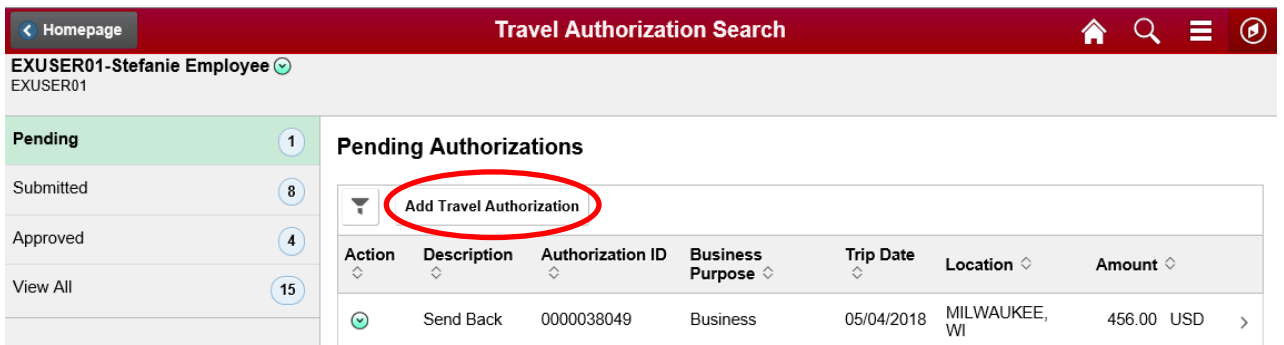 Homepage
Travel Authorization Search
EXUSER01-Stefanie Employee
EXUSER01
Pending 1
Submitted 8
Approved 4
View All 15
Pending Authorizations
Add Travel Authorization
Action Description Authorization ID Business Purpose Trip Date Location Amount
Send Back 0000038049 Business 05/04/2018 MILWAUKEE, WI 456.00 USD